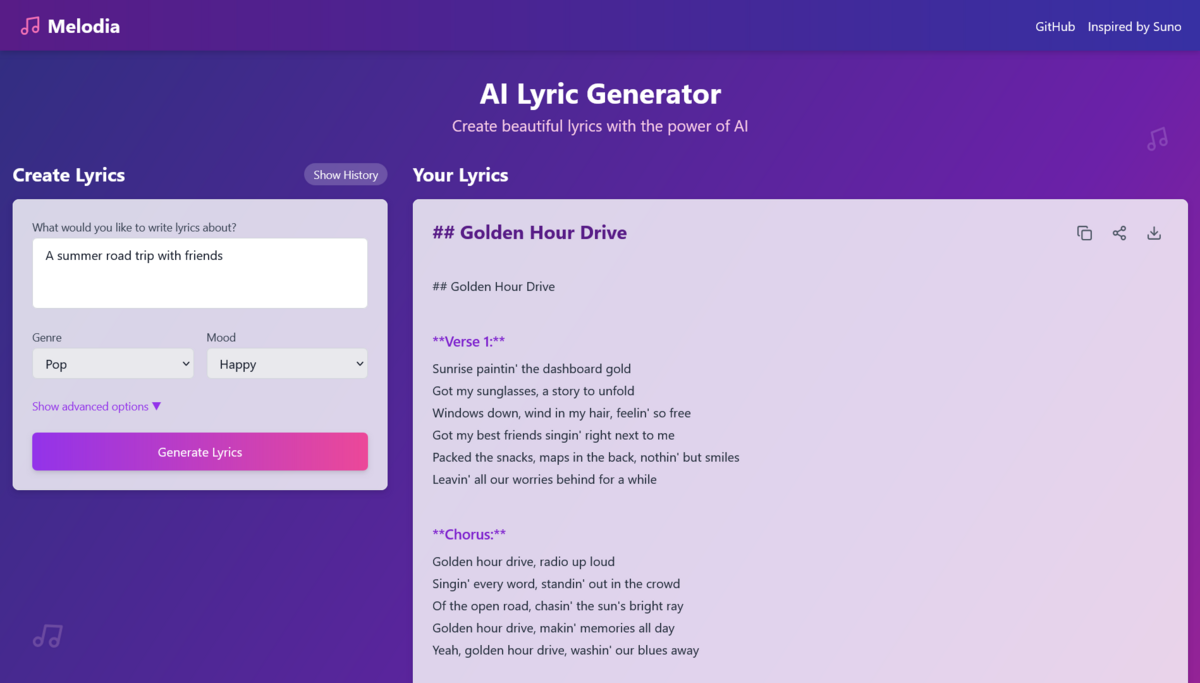 Melodia
GitHub
Inspired by Suno
AI Lyric Generator
Create beautiful lyrics with the power of AI
Create Lyrics
Show History
What would you like to write lyrics about?
A summer road trip with friends
Genre
Mood
Pop
Happy
Show advanced options ▼
Generate Lyrics
Your Lyrics
## Golden Hour Drive
## Golden Hour Drive
**Verse 1:**
Sunrise paintin' the dashboard gold
Got my sunglasses, a story to unfold
Windows down, wind in my hair, feelin' so free
Got my best friends singin' right next to me
Packed the snacks, maps in the back, nothin' but smiles
Leavin' all our worries behind for a while
**Chorus:**
Golden hour drive, radio up loud
Singin' every word, standin' out in the crowd
Of the open road, chasin' the sun's bright ray
Golden hour drive, makin' memories all day
Yeah, golden hour drive, washin' our blues away